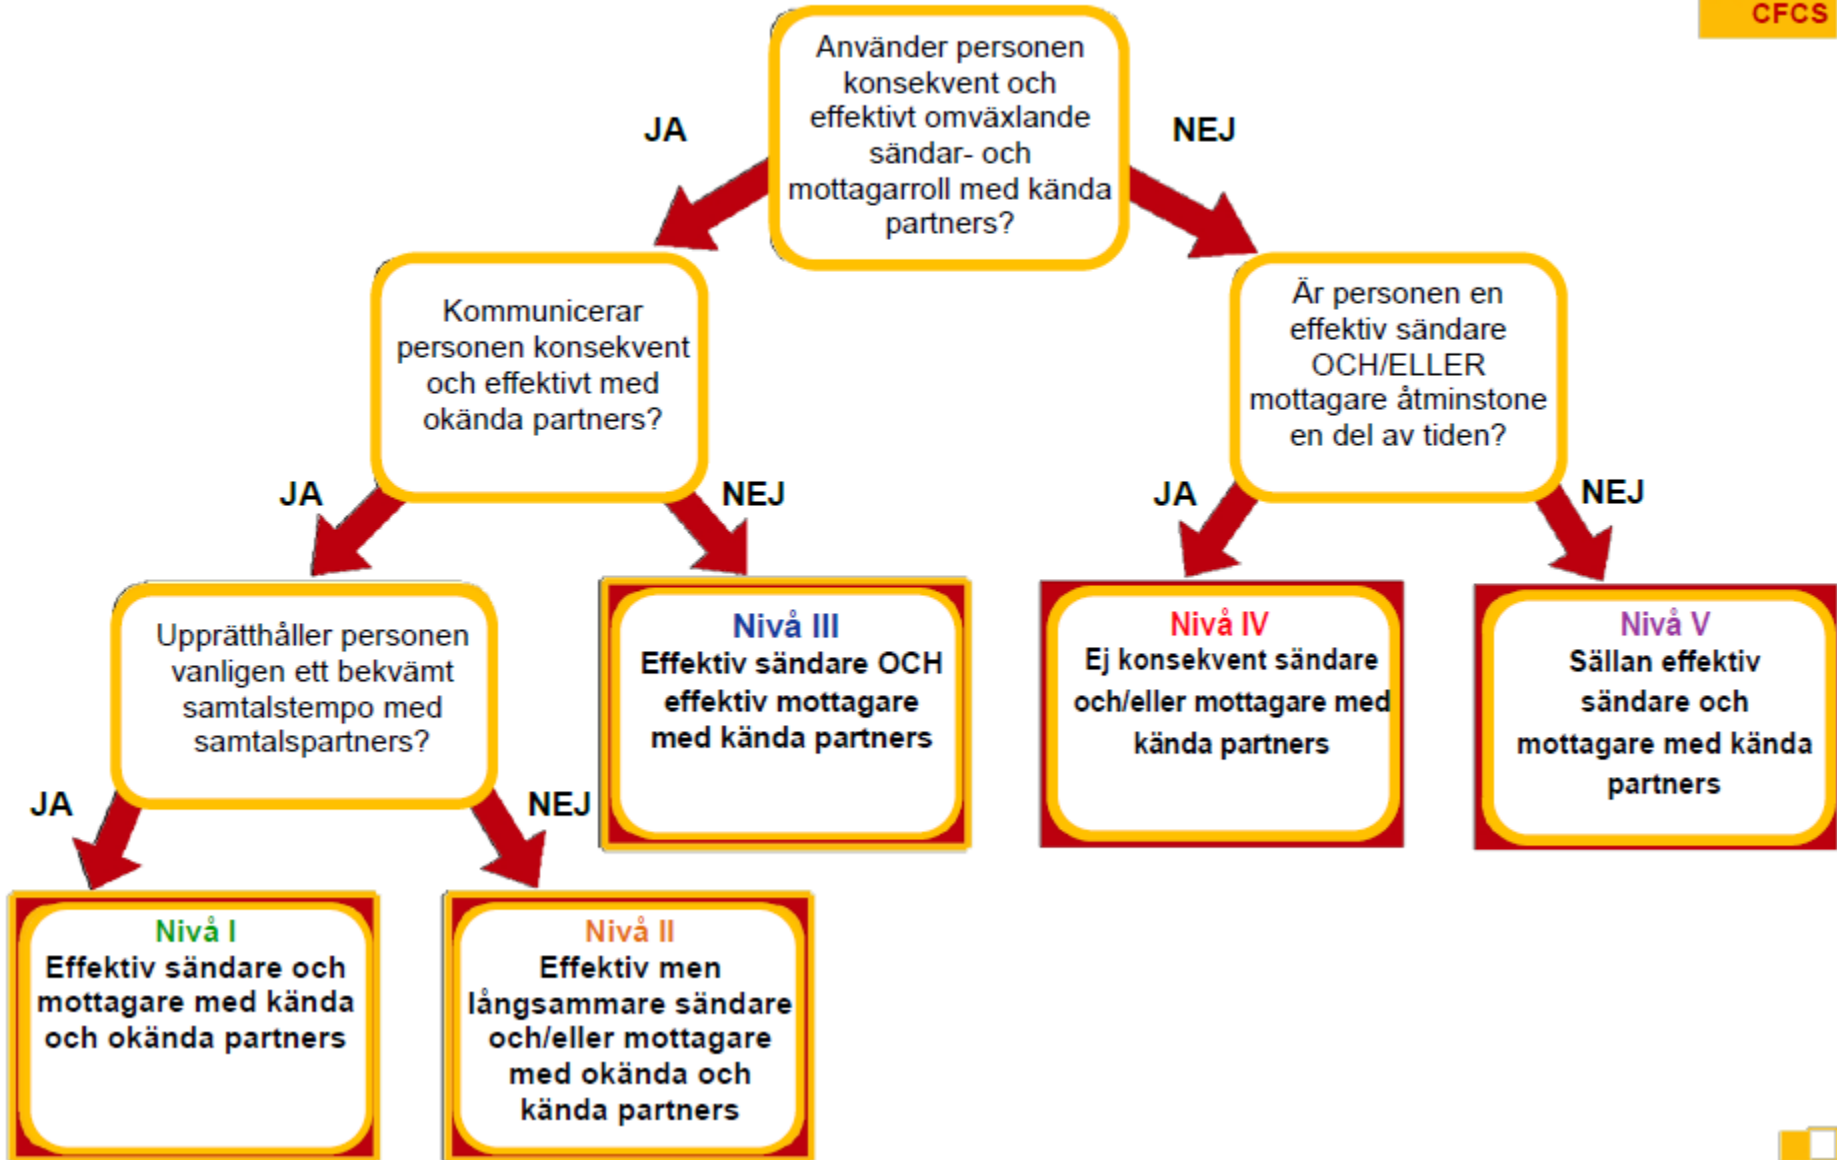 CFCS
Använder personen
konsekvent och
effektivt omväxlande
sändar- och
mottagarroll med kända
partners?
JA
NEJ
Kommunicerar
personen konsekvent
och effektivt med
okända partners?
Är personen en
effektiv sändare
OCH/ELLER
mottagare åtminstone
en del av tiden?
JA
NEJ
JA
NEJ
Upprätthåller personen
vanligen ett bekvämt
samtalstempo med
samtalspartners?
Nivå III
Effektiv sändare OCH
effektiv mottagare
med kända partners
Nivå IV
Ej konsekvent sändare
och/eller mottagare med
kända partners
Nivå V
Sällan effektiv
sändare och
mottagare med kända
partners
JA
NEJ
Nivå I
Effektiv sändare och
mottagare med kända
och okända partners
Nivå II
Effektiv men
långsammare sändare
och/eller mottagare
med okända och
kända partners